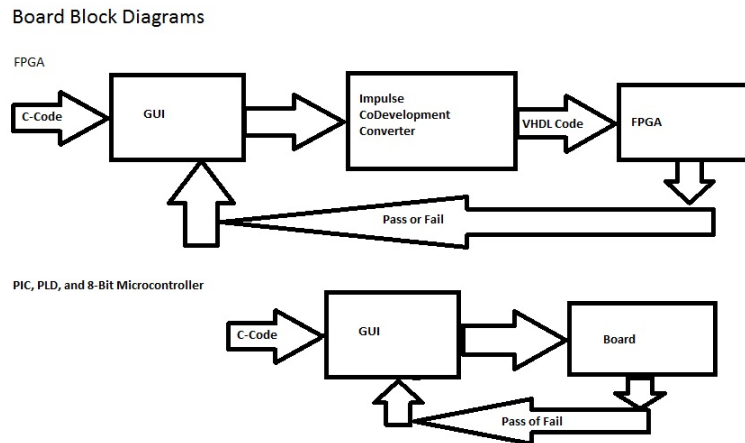 Board Block Diagrams
FPGA
C-Code
GUI
Impulse
CoDevelopment
Converter
VHDL Code
FPGA
Pass or Fail
PIC, PLD, and 8-Bit Microcontroller
C-Code
GUI
Board
Pass of Fail